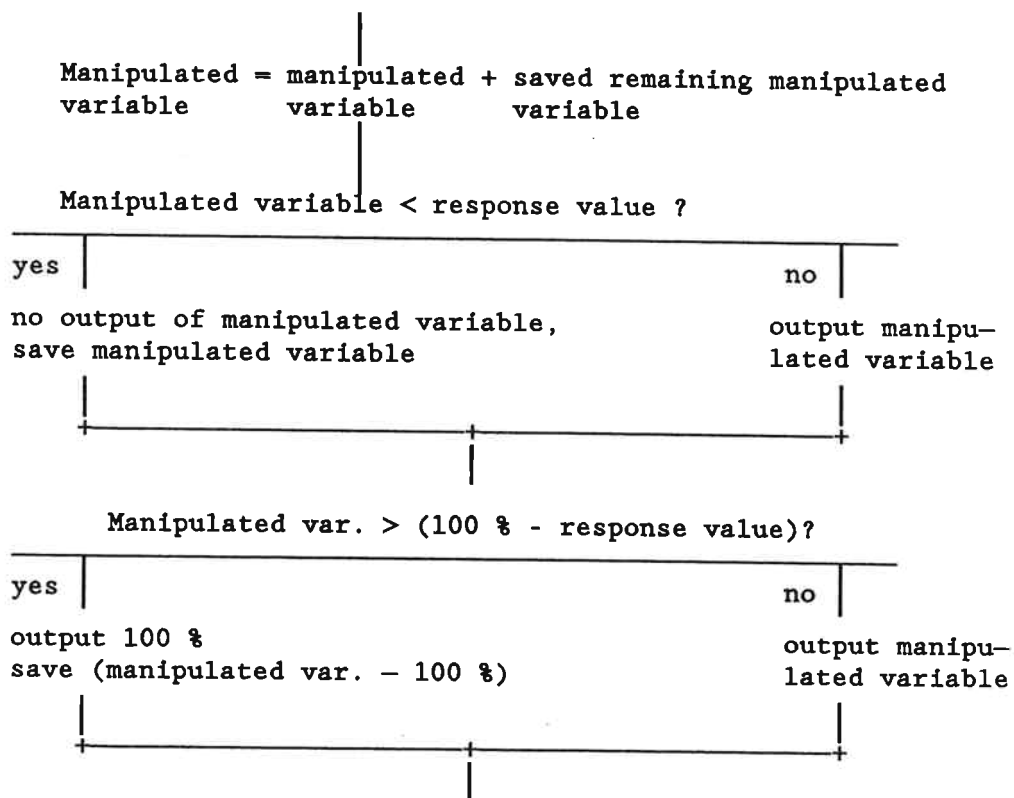 Manipulated = manipulated + saved remaining manipulated
variable variable variable
Manipulated variable < response value ?
yes
no
no output of manipulated variable,
save manipulated variable
output manipu–
lated variable
Manipulated var. > (100 % - response value)?
yes
no
output 100 %
save (manipulated var. – 100 %)
output manipu–
lated variable